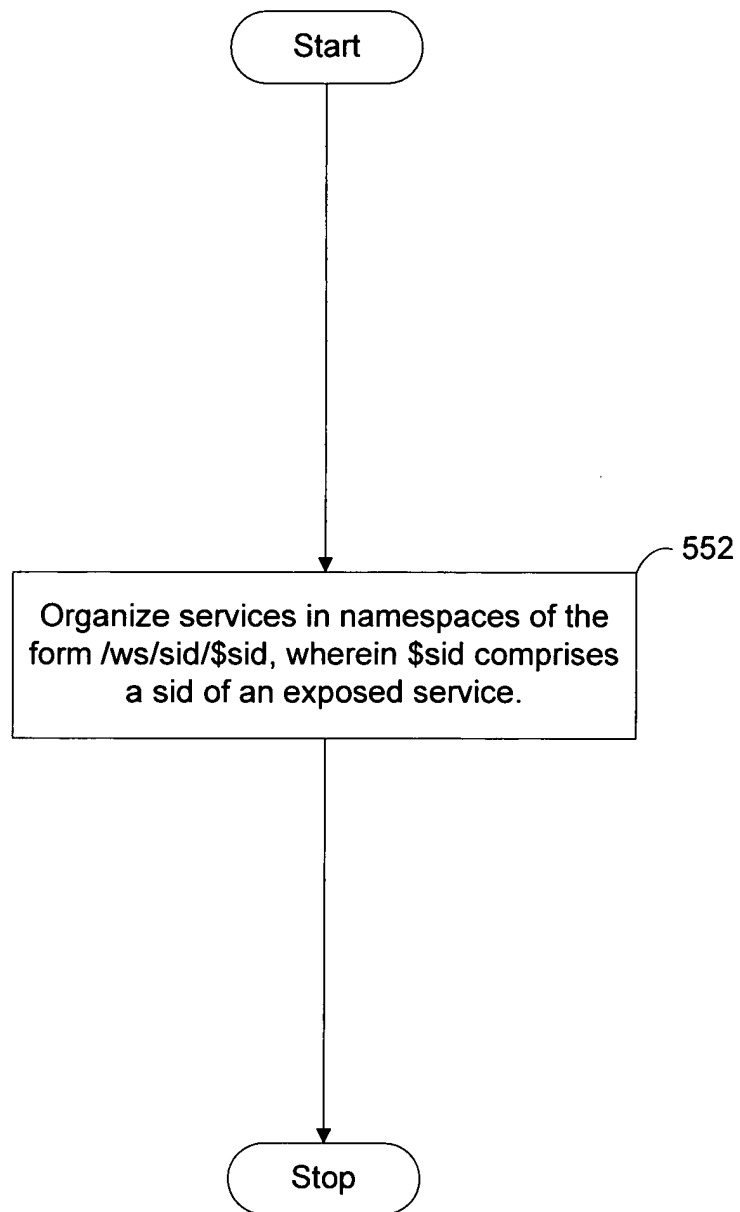 Start
552
Organize services in namespaces of the
form /ws/sid/$sid, wherein $sid comprises
a sid of an exposed service.
Stop